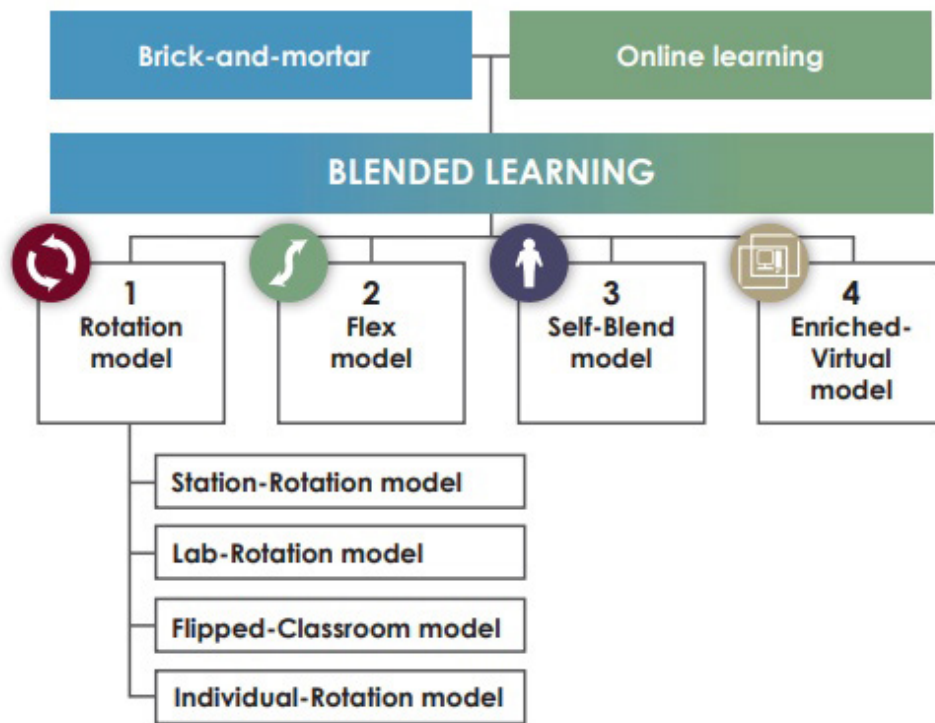 Brick-and-mortar
Online learning
BLENDED LEARNING
1
Rotation
model
2
Flex
model
3
Self-Blend
model
4
Enriched-
Virtual
model
Station-Rotation model
Lab-Rotation model
Flipped-Classroom model
Individual-Rotation model